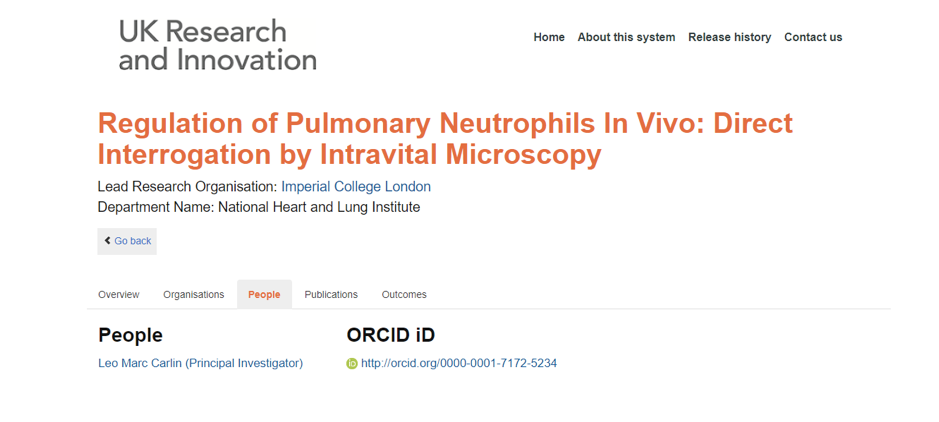 UK Research
and Innovation
Home About this system Release history Contact us
Regulation of Pulmonary Neutrophils In Vivo: Direct
Interrogation by Intravital Microscopy
Lead Research Organisation: Imperial College London
Department Name: National Heart and Lung Institute
Go back
Overview Organisations People Publications Outcomes
People ORCID iD
Leo Marc Carlin (Principal Investigator) iD http://orcid.org/0000-0001-7172-5234